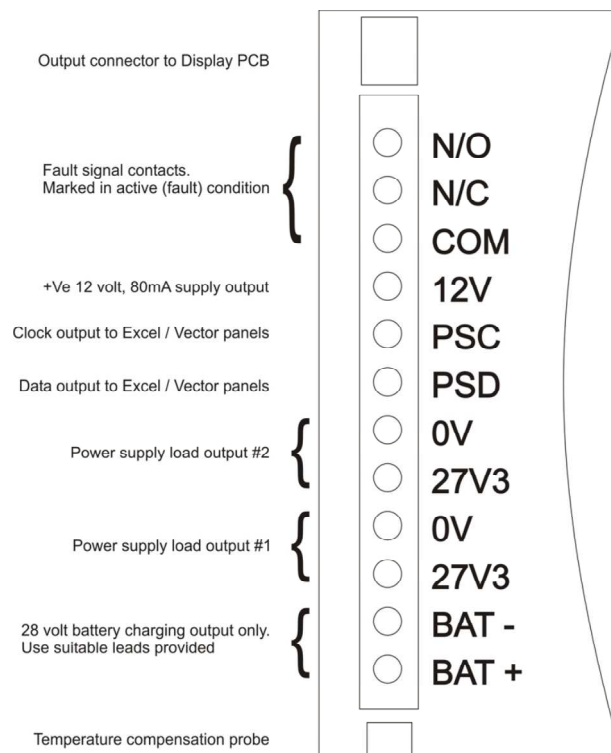 Output connector to Display PCB
N/O
Fault signal contacts.
Marked in active (fault) condition
N/C
COM
+Ve 12 volt, 80mA supply output
12V
Clock output to Excel / Vector panels
PSC
Data output to Excel / Vector panels
PSD
Power supply load output #2
0V
27V3
Power supply load output #1
0V
27V3
28 volt battery charging output only.
Use suitable leads provided
BAT -
BAT +
Temperature compensation probe